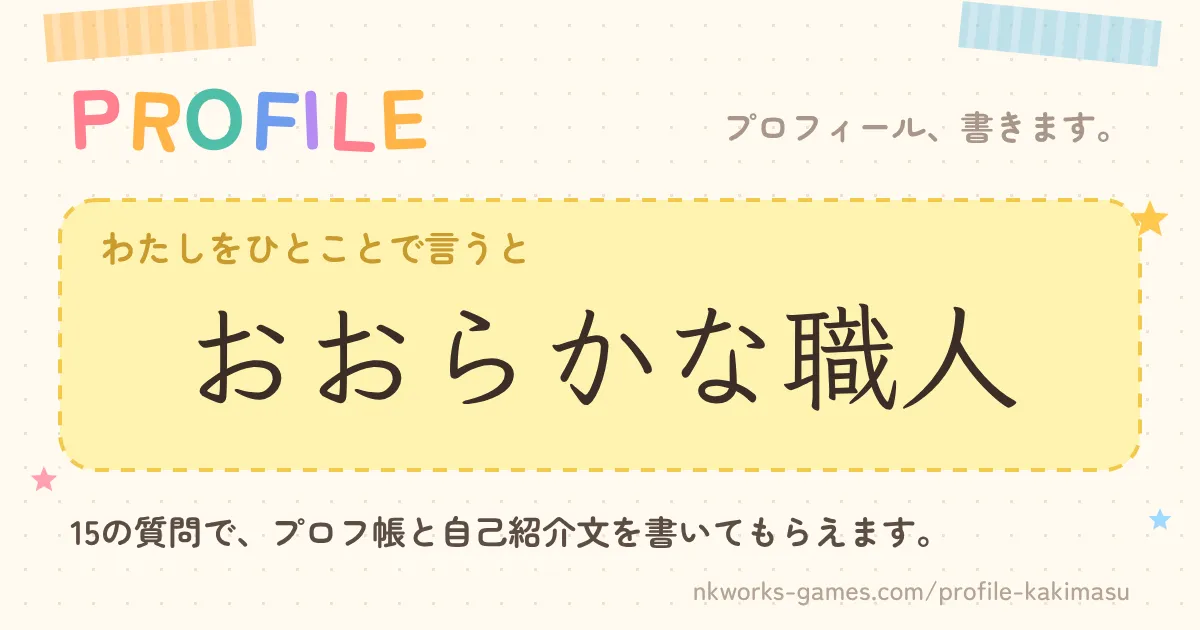 PROFILE
プロフィール、書きます。
わたしをひとことで言うと
おおらかな職人
15の質問で、プロフ帳と自己紹介文を書いてもらえます。
nkworks-games.com/profile-kakimasu